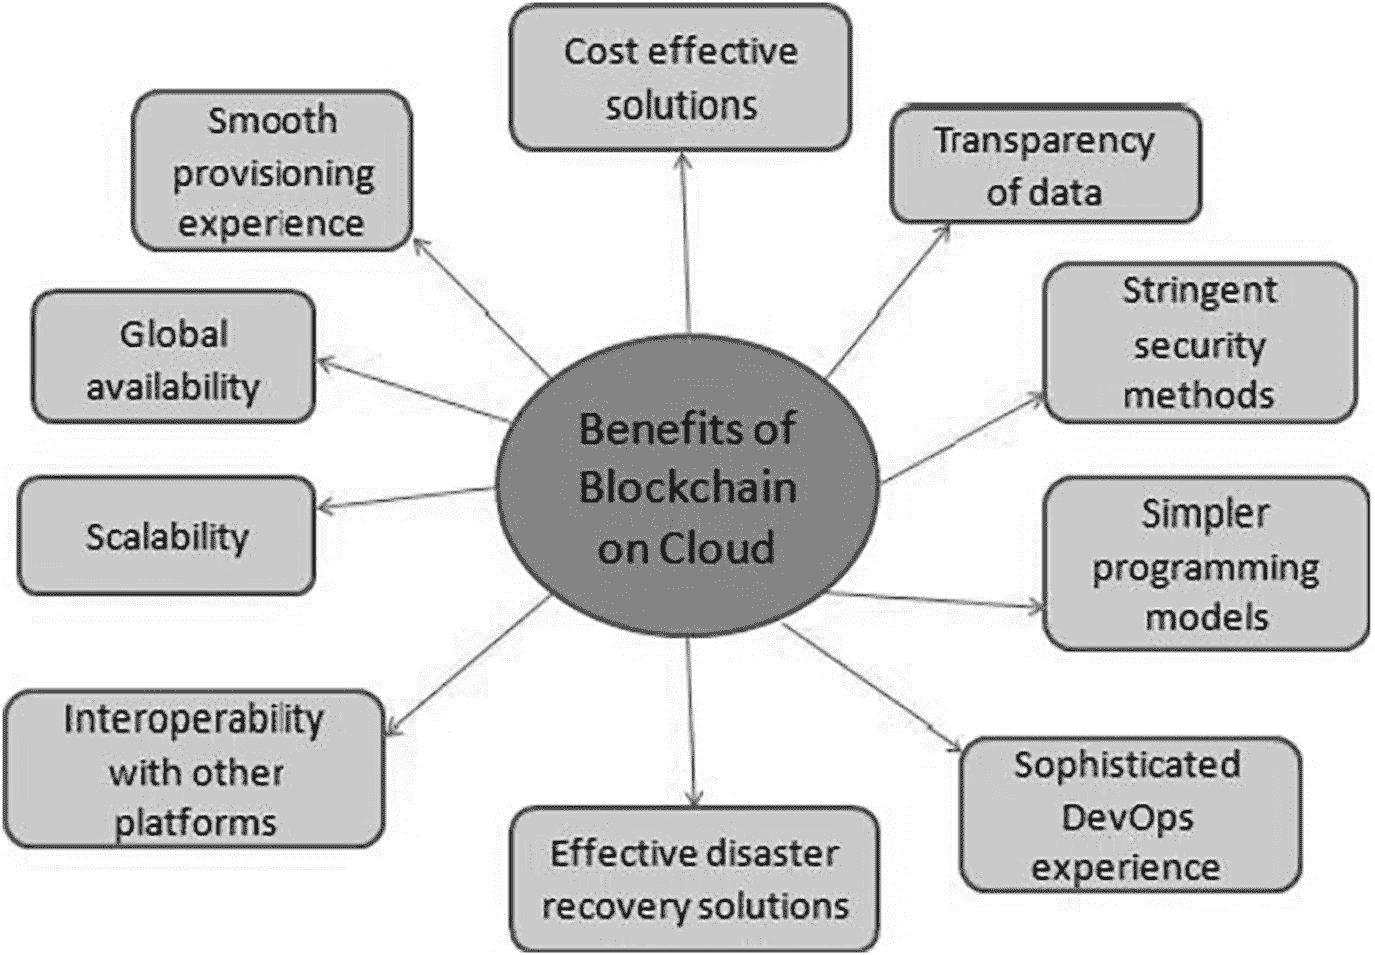 Cost effective
solutions
Smooth
provisioning
experience
Transparency
of data
Stringent
security
methods
Global
availability
Benefits of
Blockchain
on Cloud
Scalability
Simpler
programming
models
Interoperability
with other
platforms
Sophisticated
DevOps
experience
Effective disaster
recovery solutions